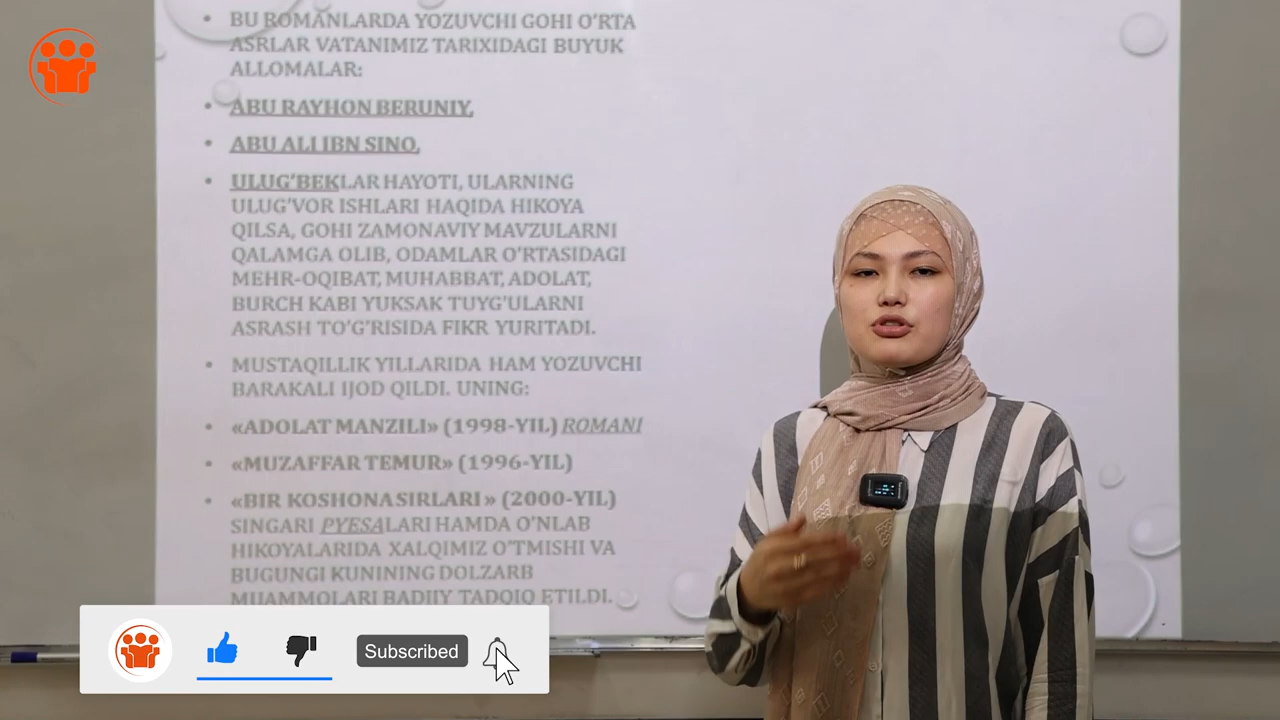 BU ROMANLARDA YOZUVCHI GOHI O'RTA
ASRLAR VATANIMIZ TARIXIDAGI BUYUK
ALLOMALAR:
ABU RAYHON BERUNIY,
ABU ALI IBN SINO,
ULUG'BEKLAR HAYOTI, ULARNING
ULUG'VOR ISHLARI HAQIDA HIKOYA
QILSA, GOHI ZAMONAVIY MAVZULARNI
QALAMGA OLIB, ODAMLAR O'RTASIDAGI
MEHR-OQIBAT, MUHABBAT, ADOLAT,
BURCH KABI YUKSAK TUYG'ULARNI
ASRASH TO'G'RISIDA FIKR YURITADI.
MUSTAQILLIK YILLARIDA HAM YOZUVCHI
BARAKALI IJOD QILDI. UNING:
«ADOLAT MANZILI» (1998-YIL) ROMANI
«MUZAFFAR TEMUR» (1996-YIL)
«BIR KOSHONA SIRLARI» (2000-YIL)
SINGARI PYESALARI HAMDA O'NLAB
HIKOYALARIDA XALQIMIZ O'TMISHI VA
BUGUNGI KUNINING DOLZARB
MUAMMOLARI BADIIY TADQIQ ETILDI.
Subscribed